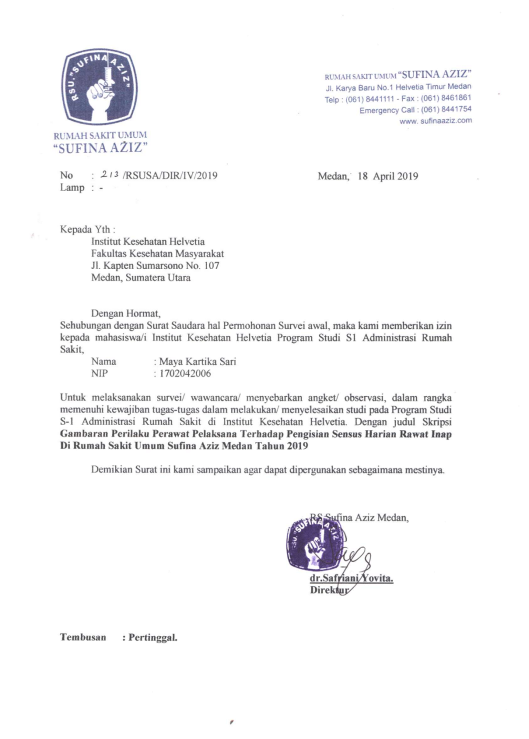 RSU. "SUFINA AZIZ"
RUMAH SAKIT UMUM
"SUFINA AZIZ"
RUMAH SAKIT UMUM "SUFINA AZIZ"
Jl. Karya Baru No.1 Helvetia Timur Medan
Telp : (061) 8441111 - Fax : (061) 8461861
Emergency Call : (061) 8441754
www. sufinaaziz.com
No : 213 /RSUSA/DIR/IV/2019
Medan, 18 April 2019
Lamp : -
Kepada Yth :
Institut Kesehatan Helvetia
Fakultas Kesehatan Masyarakat
Jl. Kapten Sumarsono No. 107
Medan, Sumatera Utara
Dengan Hormat,
Sehubungan dengan Surat Saudara hal Permohonan Survei awal, maka kami memberikan izin
kepada mahasiswa/i Institut Kesehatan Helvetia Program Studi S1 Administrasi Rumah
Sakit,
Nama : Maya Kartika Sari
NIP : 1702042006
Untuk melaksanakan survei/ wawancara/ menyebarkan angket/ observasi, dalam rangka
memenuhi kewajiban tugas-tugas dalam melakukan/ menyelesaikan studi pada Program Studi
S-1 Administrasi Rumah Sakit di Institut Kesehatan Helvetia. Dengan judul Skripsi
Gambaran Perilaku Perawat Pelaksana Terhadap Pengisian Sensus Harian Rawat Inap
Di Rumah Sakit Umum Sufina Aziz Medan Tahun 2019
Demikian Surat ini kami sampaikan agar dapat dipergunakan sebagaimana mestinya.
RS Sufina Aziz Medan,
RSU. "SUFINA AZIZ"
dr.Safriani Yovita.
Direktur
Tembusan : Pertinggal.